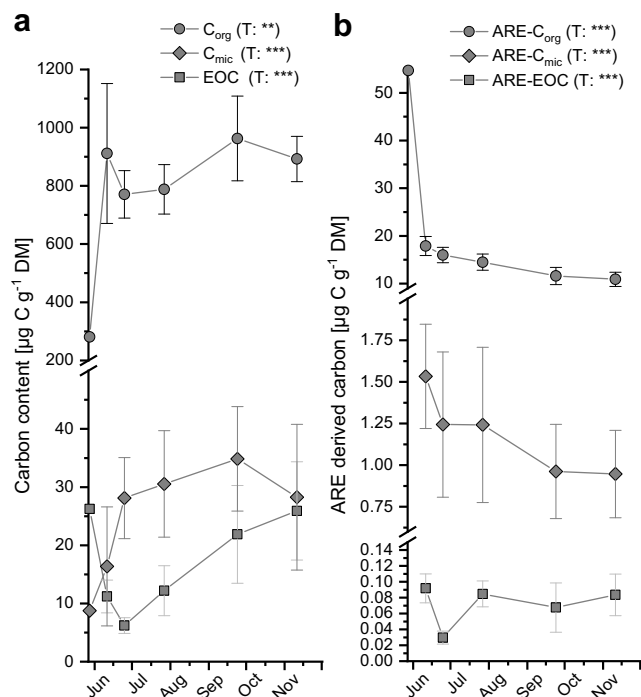 a
C_org (T: **)
C_mic (T: ***)
EOC (T: ***)
1200
1000
800
600
400
200
40
30
20
10
0
Carbon content [µg C g⁻¹ DM]
Jun Jul Aug Sep Oct Nov
b
ARE-C_org (T: ***)
ARE-C_mic (T: ***)
ARE-EOC (T: ***)
50
40
30
20
10
1.75
1.50
1.25
1.00
0.75
0.14
0.12
0.10
0.08
0.06
0.04
0.02
0.00
ARE derived carbon [µg C g⁻¹ DM]
Jun Jul Aug Sep Oct Nov